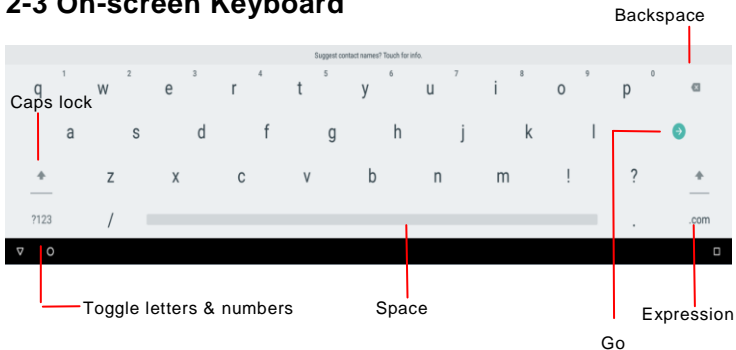 2-3 On-screen Keyboard
Backspace
Suggest contact names? Touch for info.
1 2 3 4 5 6 7 8 9 0
q w e r t y u i o p
Caps lock
a s d f g h j k l
z x c v b n m ! ?
?123 / . .com
Toggle letters & numbers
Space
Expression
Go